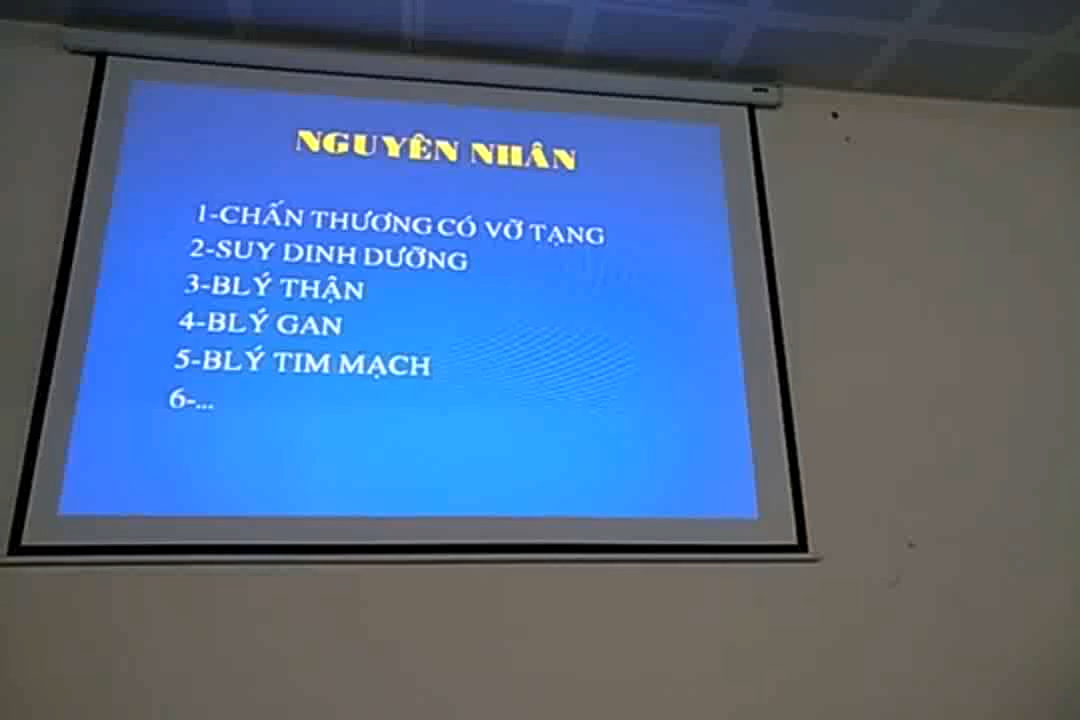 NGUYÊN NHÂN
1-CHẤN THƯƠNG CÓ VỠ TẠNG
2-SUY DINH DƯỠNG
3-BLÝ THẬN
4-BLÝ GAN
5-BLÝ TIM MẠCH
6-...